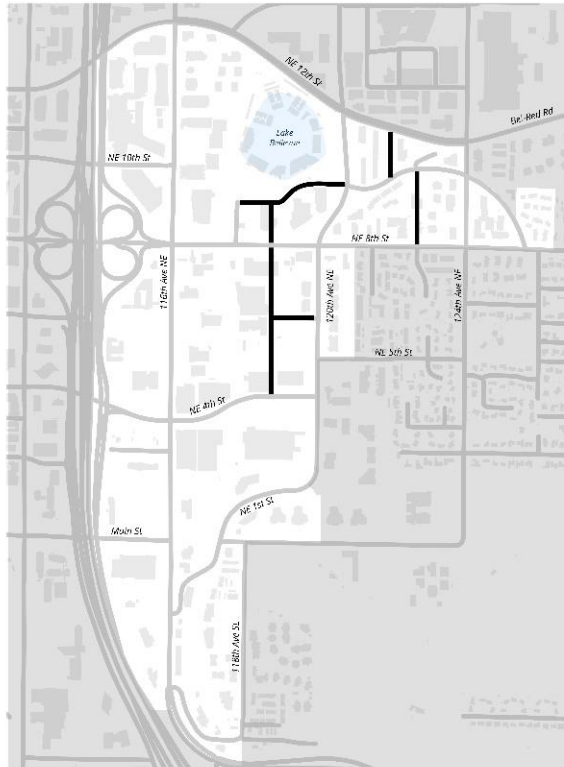 NE 12th St
Bel-Red Rd
Lake
Bellevue
NE 10th St
NE 8th St
116th Ave NE
120th Ave NE
124th Ave NE
NE 5th St
NE 4th St
NE 1st St
Main St
118th Ave SE